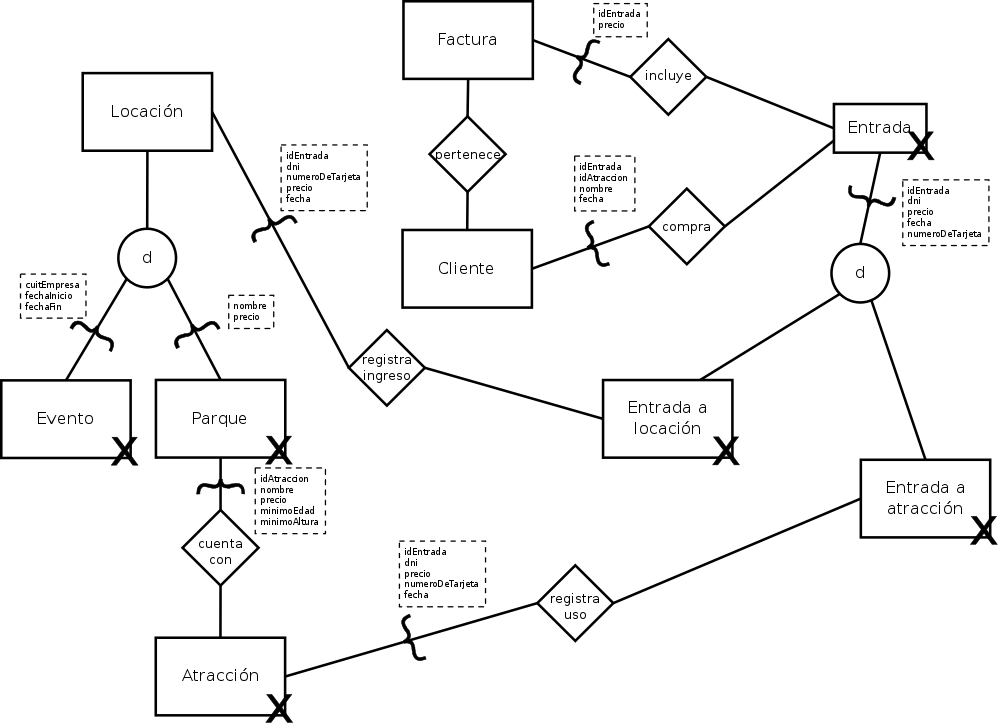 idEntrada
precio
Factura
incluye
Locación
Entrada
X
pertenece
idEntrada
dni
numeroDeTarjeta
precio
fecha
idEntrada
idAtraccion
nombre
fecha
idEntrada
dni
precio
fecha
numeroDeTarjeta
compra
d
Cliente
d
cuitEmpresa
fechaInicio
fechaFin
nombre
precio
registra
ingreso
Evento
X
Parque
X
Entrada a
locación
X
idAtraccion
nombre
precio
minimoEdad
minimoAltura
Entrada a
atracción
X
cuenta
con
idEntrada
dni
precio
numeroDeTarjeta
fecha
registra
uso
Atracción
X